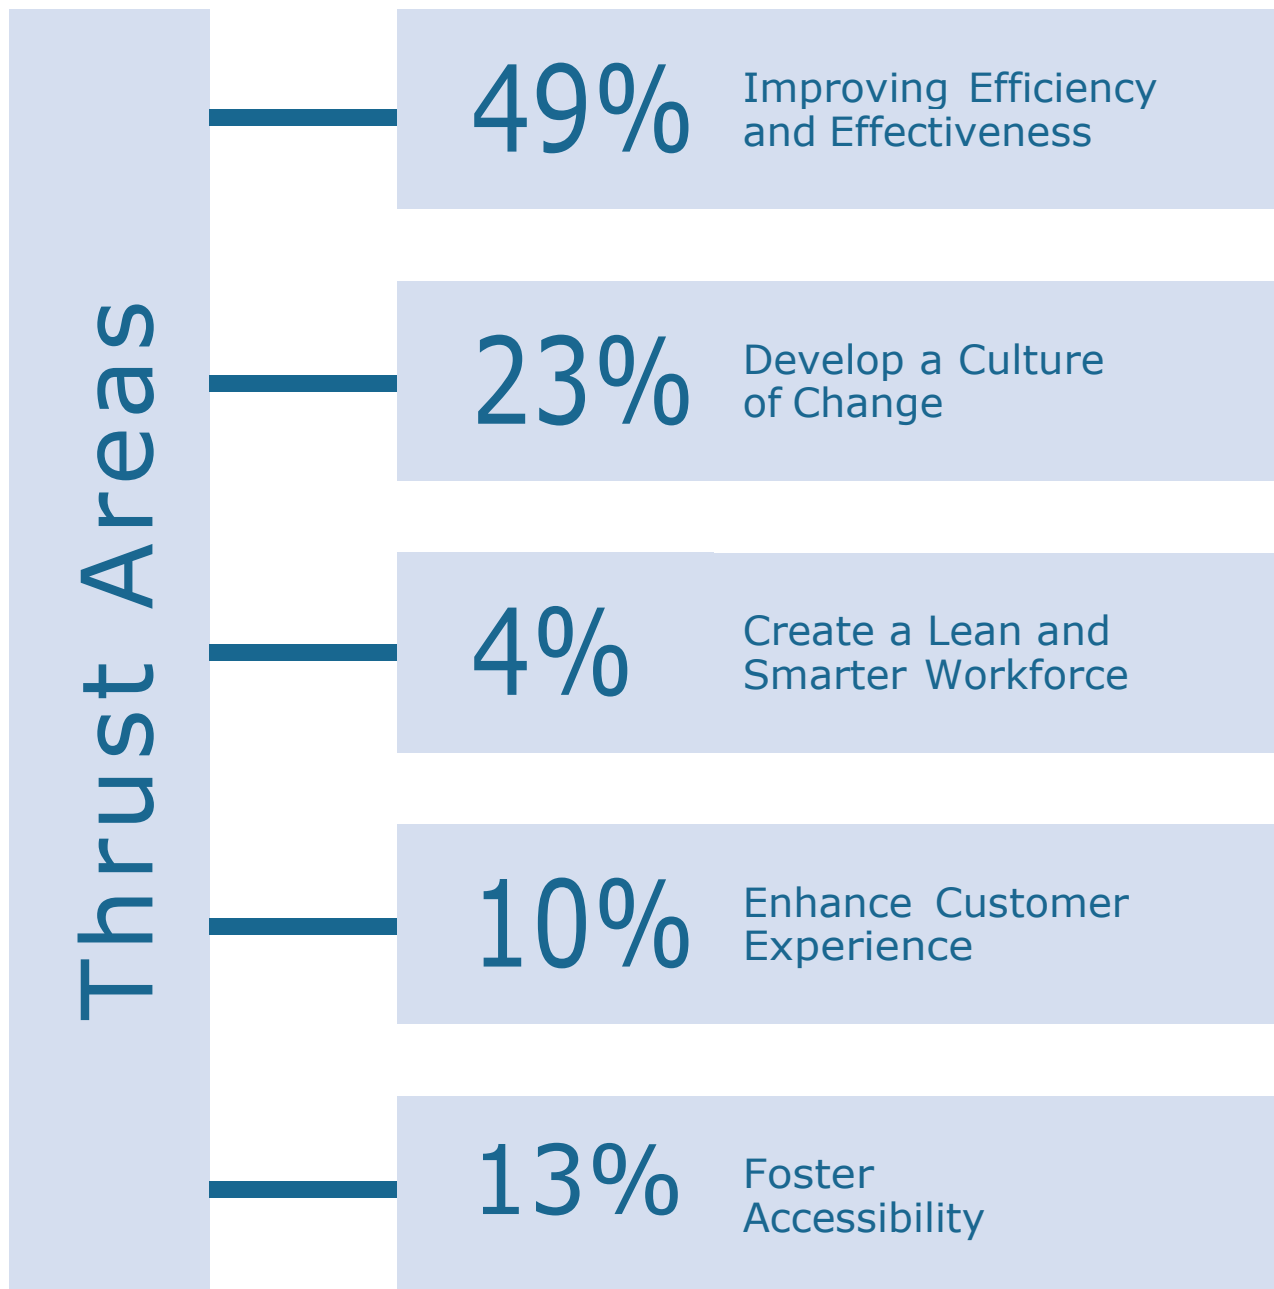 Thrust Areas
49%
Improving Efficiency
and Effectiveness
23%
Develop a Culture
of Change
4%
Create a Lean and
Smarter Workforce
10%
Enhance Customer
Experience
13%
Foster
Accessibility